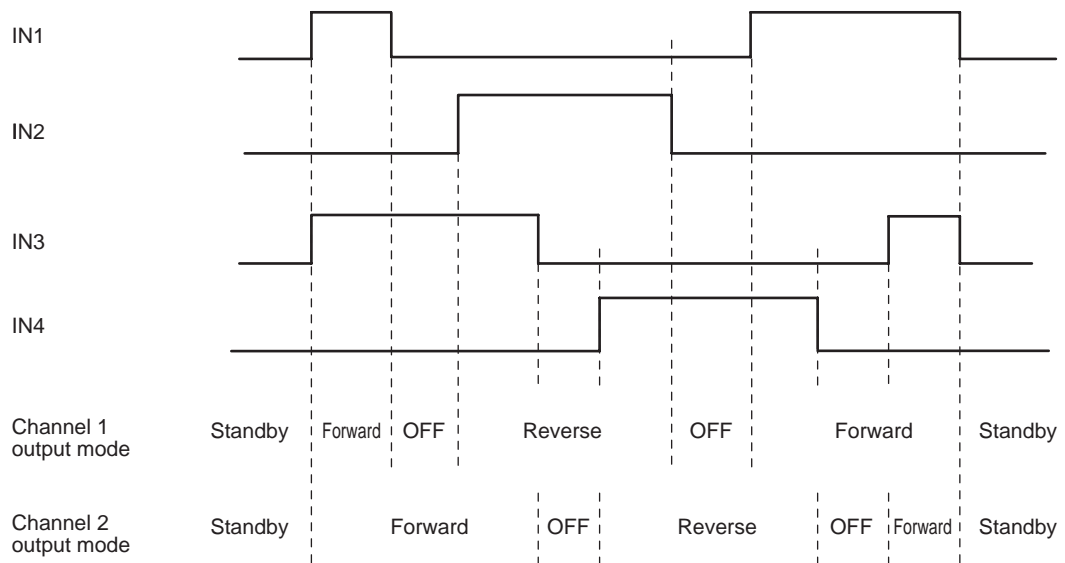 IN1
IN2
IN3
IN4
Channel 1
output mode
Standby Forward OFF Reverse OFF Forward Standby
Channel 2
output mode
Standby Forward OFF Reverse OFF Forward Standby